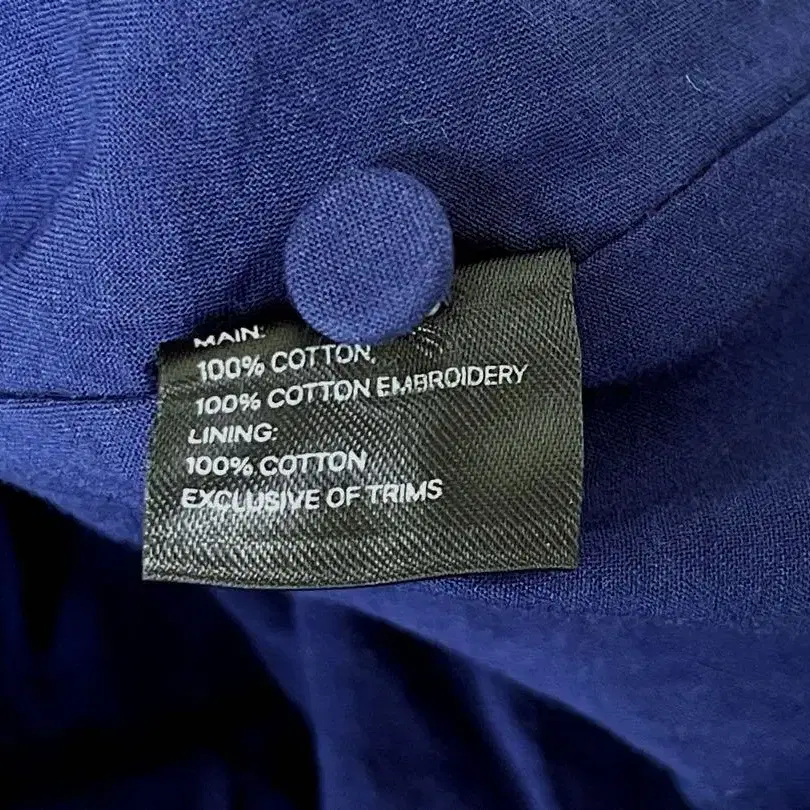 MAIN:
100% COTTON,
100% COTTON EMBROIDERY
LINING:
100% COTTON
EXCLUSIVE OF TRIMS